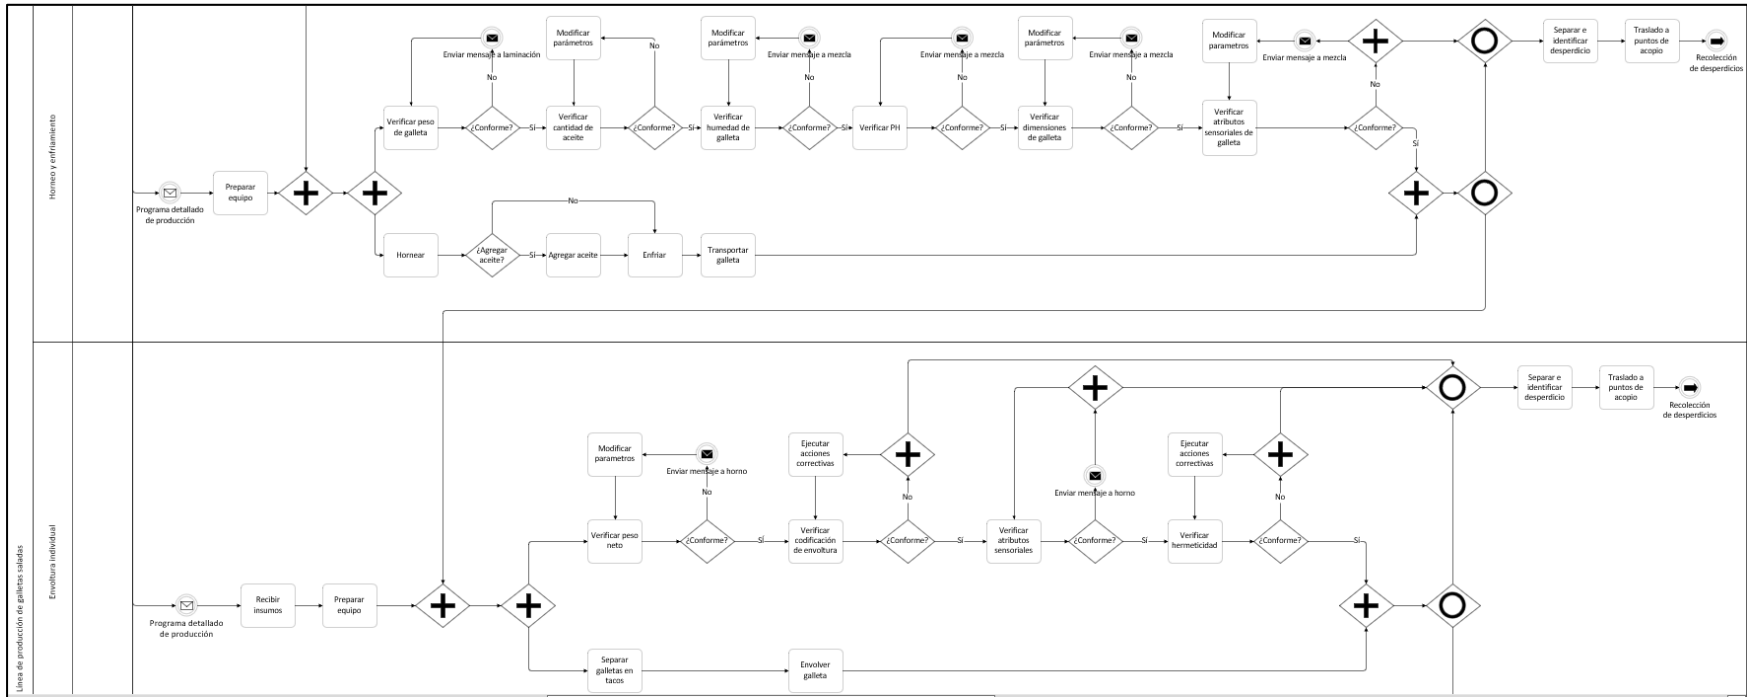 Línea de producción de galletas saladas
Horneo y enfriamiento
Programa detallado
de producción
Preparar
equipo
Verificar peso
de galleta
¿Conforme?
No
Enviar mensaje a laminación
Sí
Verificar
cantidad de
aceite
Modificar
parámetros
¿Conforme?
No
Sí
Verificar
humedad de
galleta
Modificar
parámetros
¿Conforme?
No
Enviar mensaje a mezcla
Sí
Verificar PH
¿Conforme?
No
Enviar mensaje a mezcla
Sí
Verificar
dimensiones
de galleta
Modificar
parámetros
¿Conforme?
No
Enviar mensaje a mezcla
Sí
Verificar
atributos
sensoriales de
galleta
Modificar
parametros
Enviar mensaje a mezcla
¿Conforme?
No
Sí
Separar e
identificar
desperdicio
Traslado a
puntos de
acopio
Recolección
de desperdicios
Hornear
¿Agregar
aceite?
No
Sí
Agregar aceite
Enfriar
Transportar
galleta
Envoltura individual
Programa detallado
de producción
Recibir
insumos
Preparar
equipo
Verificar peso
neto
Modificar
parametros
Enviar mensaje a horno
No
¿Conforme?
Sí
Verificar
codificación
de envoltura
Ejecutar
acciones
correctivas
¿Conforme?
No
Sí
Verificar
atributos
sensoriales
¿Conforme?
No
Enviar mensaje a horno
Sí
Verificar
hermeticidad
Ejecutar
acciones
correctivas
¿Conforme?
No
Sí
Separar e
identificar
desperdicio
Traslado a
puntos de
acopio
Recolección
de desperdicios
Separar
galletas en
tacos
Envolver
galleta